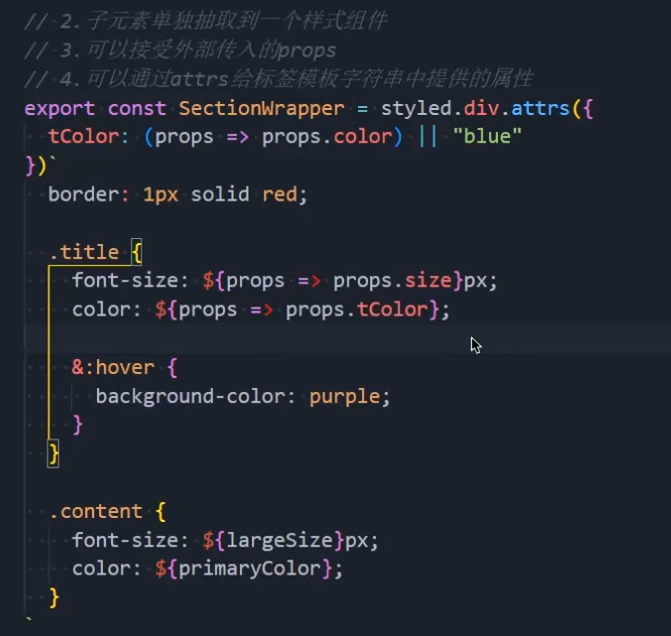 // 2.子元素单独抽取到一个样式组件
// 3.可以接受外部传入的props
// 4.可以通过attrs给标签模板字符串中提供的属性
export const SectionWrapper = styled.div.attrs({
  tColor: (props => props.color) || "blue"
})`
  border: 1px solid red;
  .title {
    font-size: ${props => props.size}px;
    color: ${props => props.tColor};
    &:hover {
      background-color: purple;
    }
  }
  .content {
    font-size: ${largeSize}px;
    color: ${primaryColor};
  }
`